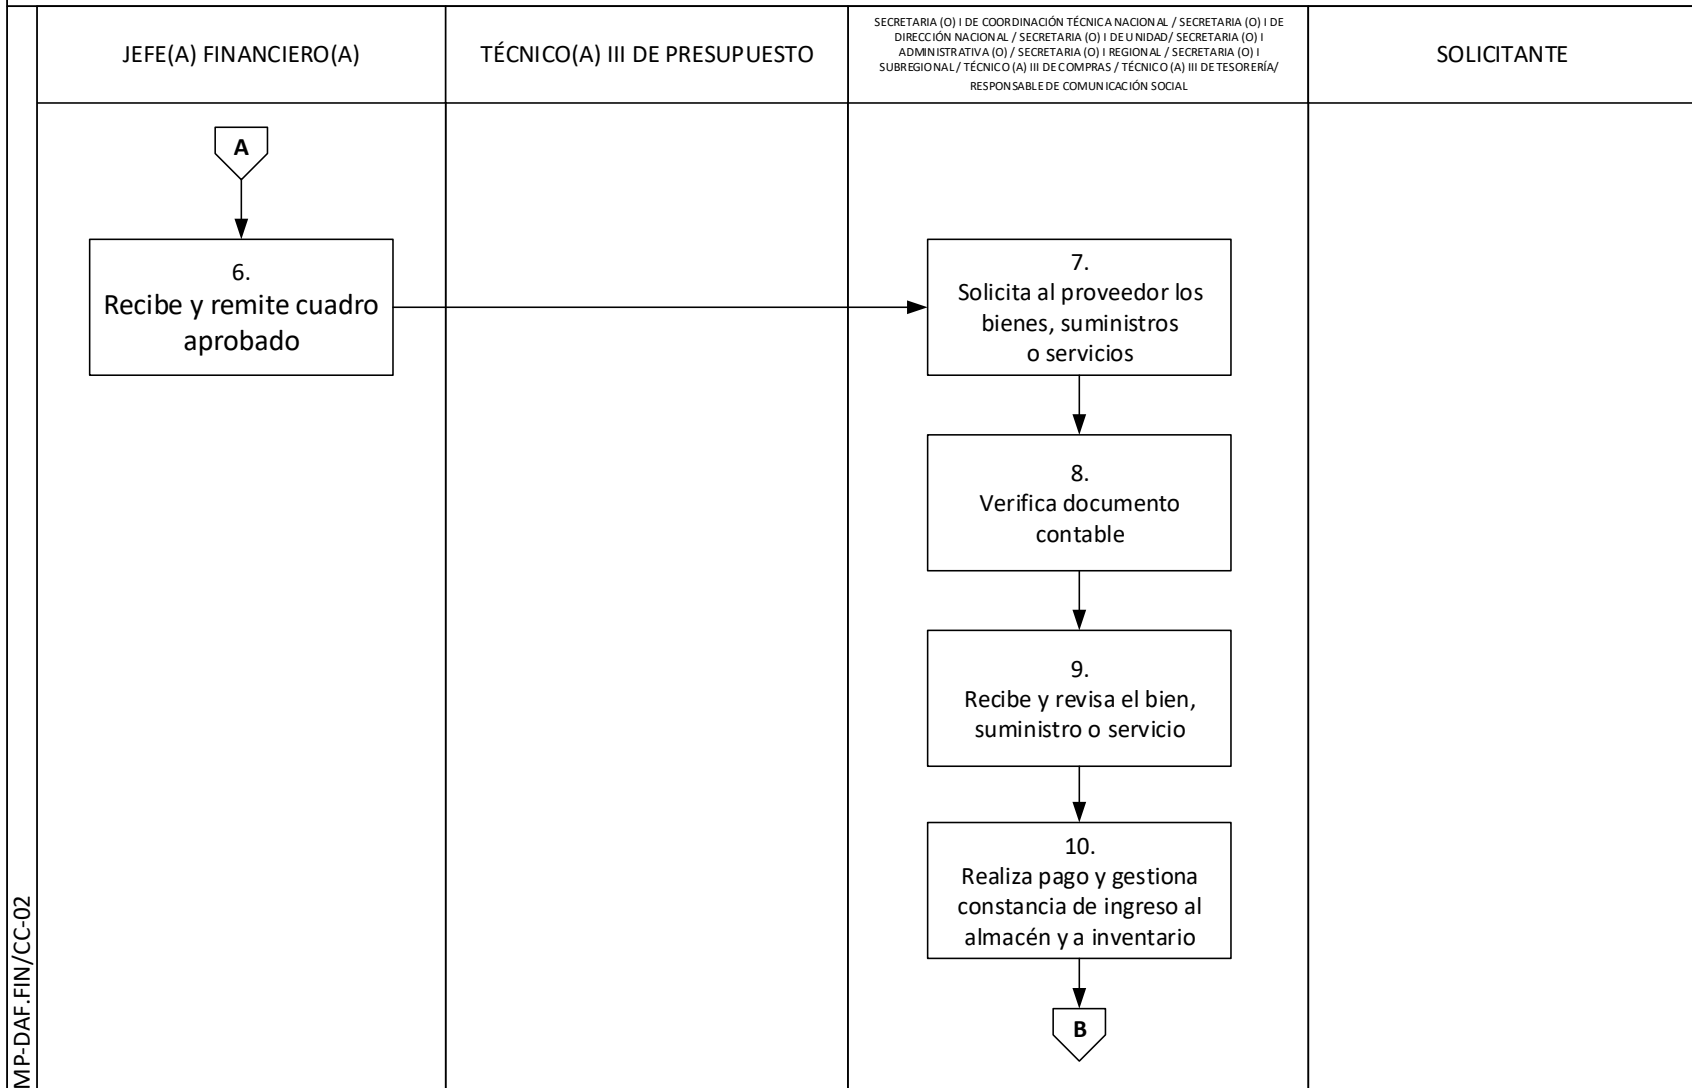 JEFE(A) FINANCIERO(A)
TÉCNICO(A) III DE PRESUPUESTO
SECRETARIA (O) I DE COORDINACIÓN TÉCNICA NACIONAL / SECRETARIA (O) I DE
DIRECCIÓN NACIONAL / SECRETARIA (O) I DE UNIDAD/ SECRETARIA (O) I
ADMINISTRATIVA (O) / SECRETARIA (O) I REGIONAL / SECRETARIA (O) I
SUBREGIONAL / TÉCNICO (A) III DE COMPRAS / TÉCNICO (A) III DE TESORERÍA/
RESPONSABLE DE COMUNICACIÓN SOCIAL
SOLICITANTE
A
6.
Recibe y remite cuadro
aprobado
7.
Solicita al proveedor los
bienes, suministros
o servicios
8.
Verifica documento
contable
9.
Recibe y revisa el bien,
suministro o servicio
10.
Realiza pago y gestiona
constancia de ingreso al
almacén y a inventario
B
MP-DAF.FIN/CC-02